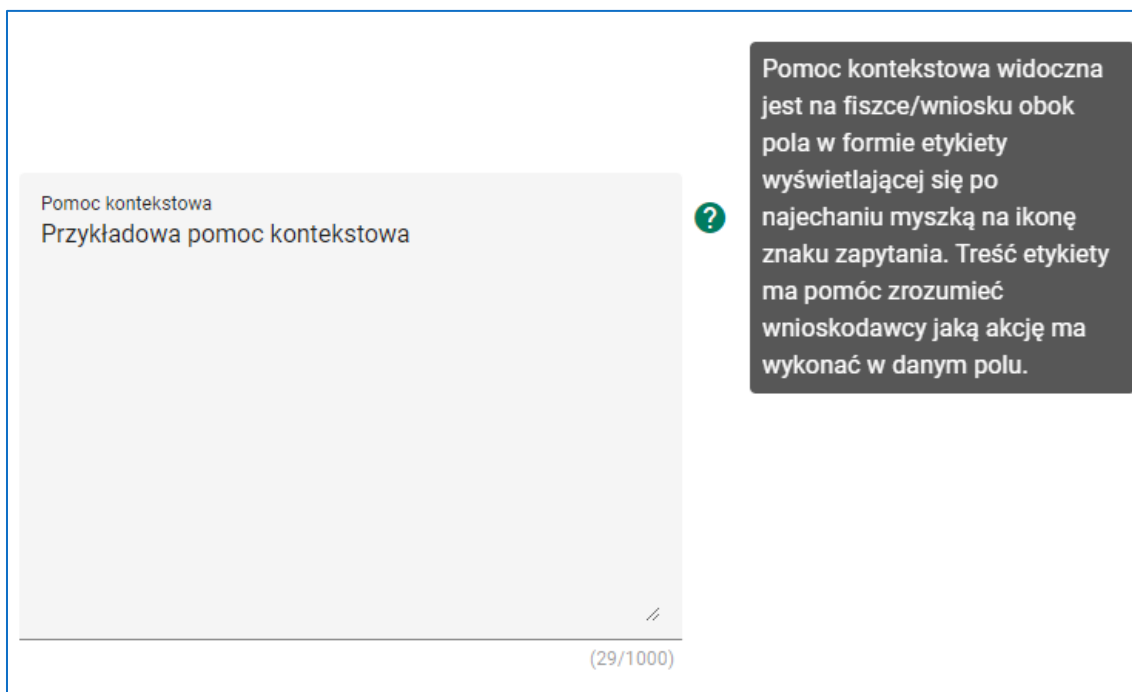 Pomoc kontekstowa
Przykładowa pomoc kontekstowa
(29/1000)
?
Pomoc kontekstowa widoczna
jest na fiszce/wniosku obok
pola w formie etykiety
wyświetlającej się po
najechaniu myszką na ikonę
znaku zapytania. Treść etykiety
ma pomóc zrozumieć
wnioskodawcy jaką akcję ma
wykonać w danym polu.